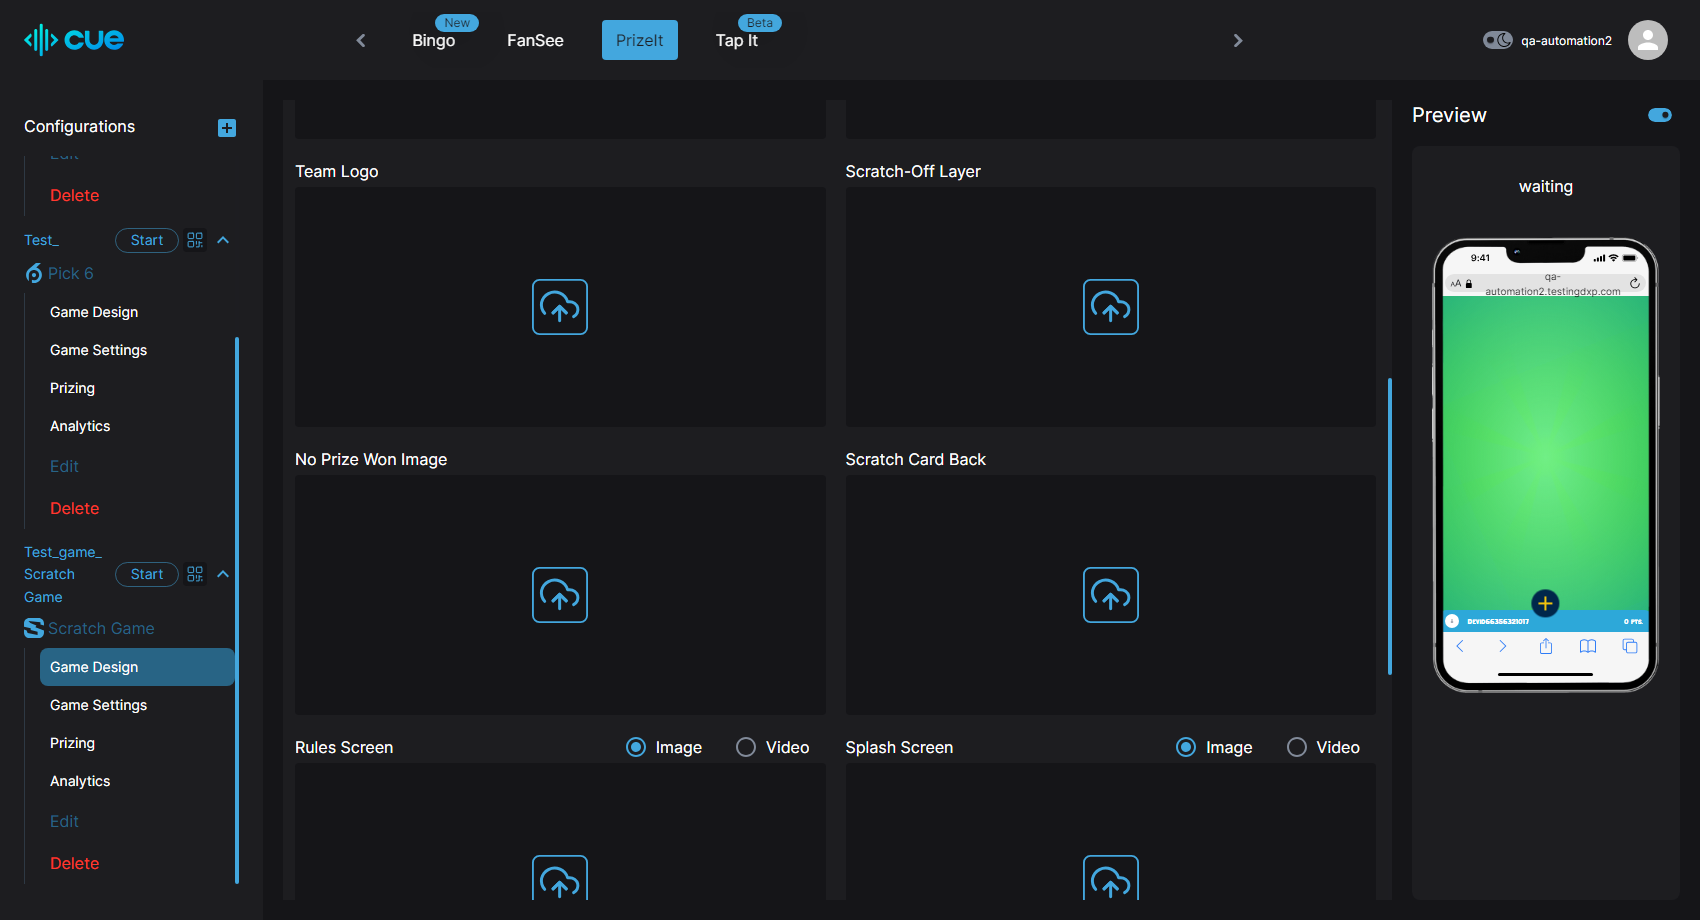 cue
New
Bingo
FanSee
PrizeIt
Beta
Tap It
qa-automation2
Configurations
Edit
Delete
Test_
Start
Pick 6
Game Design
Game Settings
Prizing
Analytics
Edit
Delete
Test_game_
Scratch
Game
Start
Scratch Game
Game Design
Game Settings
Prizing
Analytics
Edit
Delete
Team Logo
Scratch-Off Layer
No Prize Won Image
Scratch Card Back
Rules Screen
Image
Video
Splash Screen
Image
Video
Preview
waiting
9:41
AA
qa-
automation2.testingdxp.com
0 PTS.